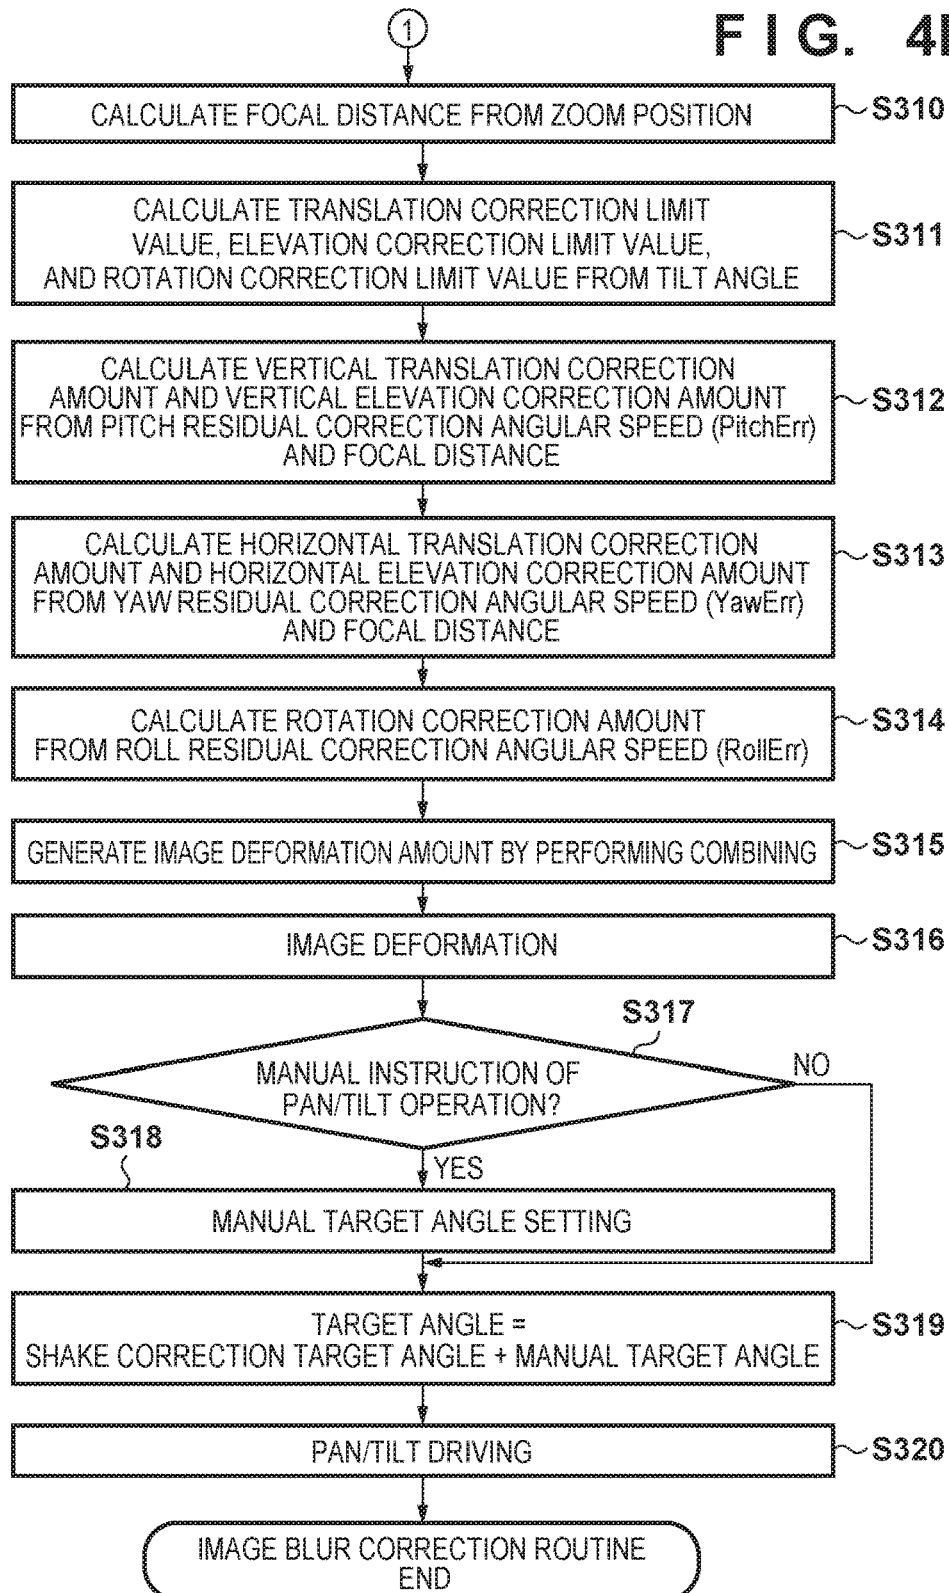 1
FIG. 4
CALCULATE FOCAL DISTANCE FROM ZOOM POSITION
S310
CALCULATE TRANSLATION CORRECTION LIMIT
VALUE, ELEVATION CORRECTION LIMIT VALUE,
AND ROTATION CORRECTION LIMIT VALUE FROM TILT ANGLE
S311
CALCULATE VERTICAL TRANSLATION CORRECTION
AMOUNT AND VERTICAL ELEVATION CORRECTION AMOUNT
FROM PITCH RESIDUAL CORRECTION ANGULAR SPEED (PitchErr)
AND FOCAL DISTANCE
S312
CALCULATE HORIZONTAL TRANSLATION CORRECTION
AMOUNT AND HORIZONTAL ELEVATION CORRECTION AMOUNT
FROM YAW RESIDUAL CORRECTION ANGULAR SPEED (YawErr)
AND FOCAL DISTANCE
S313
CALCULATE ROTATION CORRECTION AMOUNT
FROM ROLL RESIDUAL CORRECTION ANGULAR SPEED (RollErr)
S314
GENERATE IMAGE DEFORMATION AMOUNT BY PERFORMING COMBINING
S315
IMAGE DEFORMATION
S316
S317
MANUAL INSTRUCTION OF
PAN/TILT OPERATION?
NO
YES
S318
MANUAL TARGET ANGLE SETTING
TARGET ANGLE =
SHAKE CORRECTION TARGET ANGLE + MANUAL TARGET ANGLE
S319
PAN/TILT DRIVING
S320
IMAGE BLUR CORRECTION ROUTINE
END